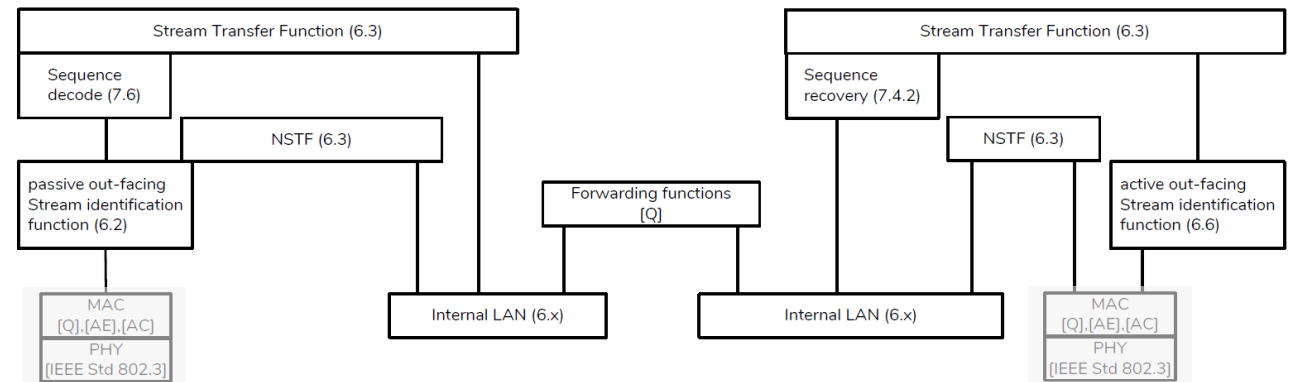 Stream Transfer Function (6.3)
Sequence
decode (7.6)
NSTF (6.3)
passive out-facing
Stream identification
function (6.2)
MAC
[Q],[AE],[AC]
PHY
[IEEE Std 802.3]
Internal LAN (6.x)
Forwarding functions
[Q]
Stream Transfer Function (6.3)
Sequence
recovery (7.4.2)
NSTF (6.3)
active out-facing
Stream identification
function (6.6)
Internal LAN (6.x)
MAC
[Q],[AE],[AC]
PHY
[IEEE Std 802.3]